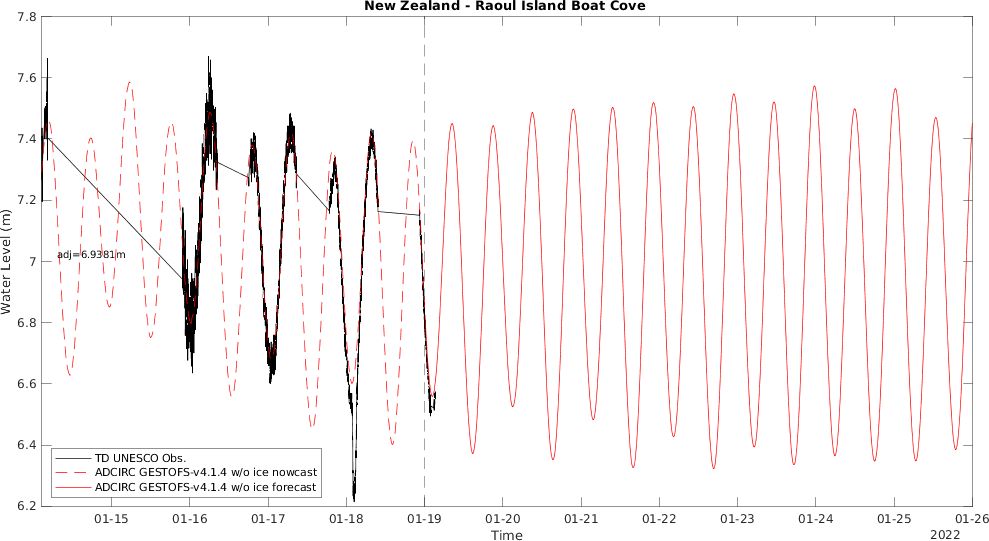 New Zealand - Raoul Island Boat Cove
7.8
7.6
7.4
7.2
7
6.8
6.6
6.4
6.2
Water Level (m)
adj=6.9381m
TD UNESCO Obs.
ADCIRC GESTOFS-v4.1.4 w/o ice nowcast
ADCIRC GESTOFS-v4.1.4 w/o ice forecast
01-15 01-16 01-17 01-18 01-19 01-20 01-21 01-22 01-23 01-24 01-25 01-26
Time
2022